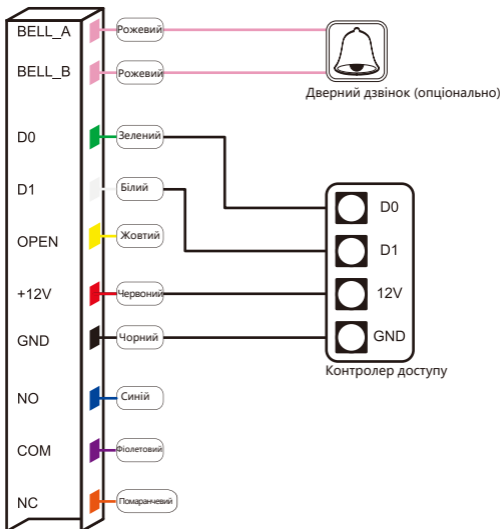 BELL_A Рожевий
BELL_B Рожевий
Дверний дзвінок (опціонально)
D0 Зелений
D1 Білий
OPEN Жовтий
+12V Червоний
GND Чорний
NO Синій
COM Фіолетовий
NC Помаранчевий
D0
D1
12V
GND
Контролер доступу